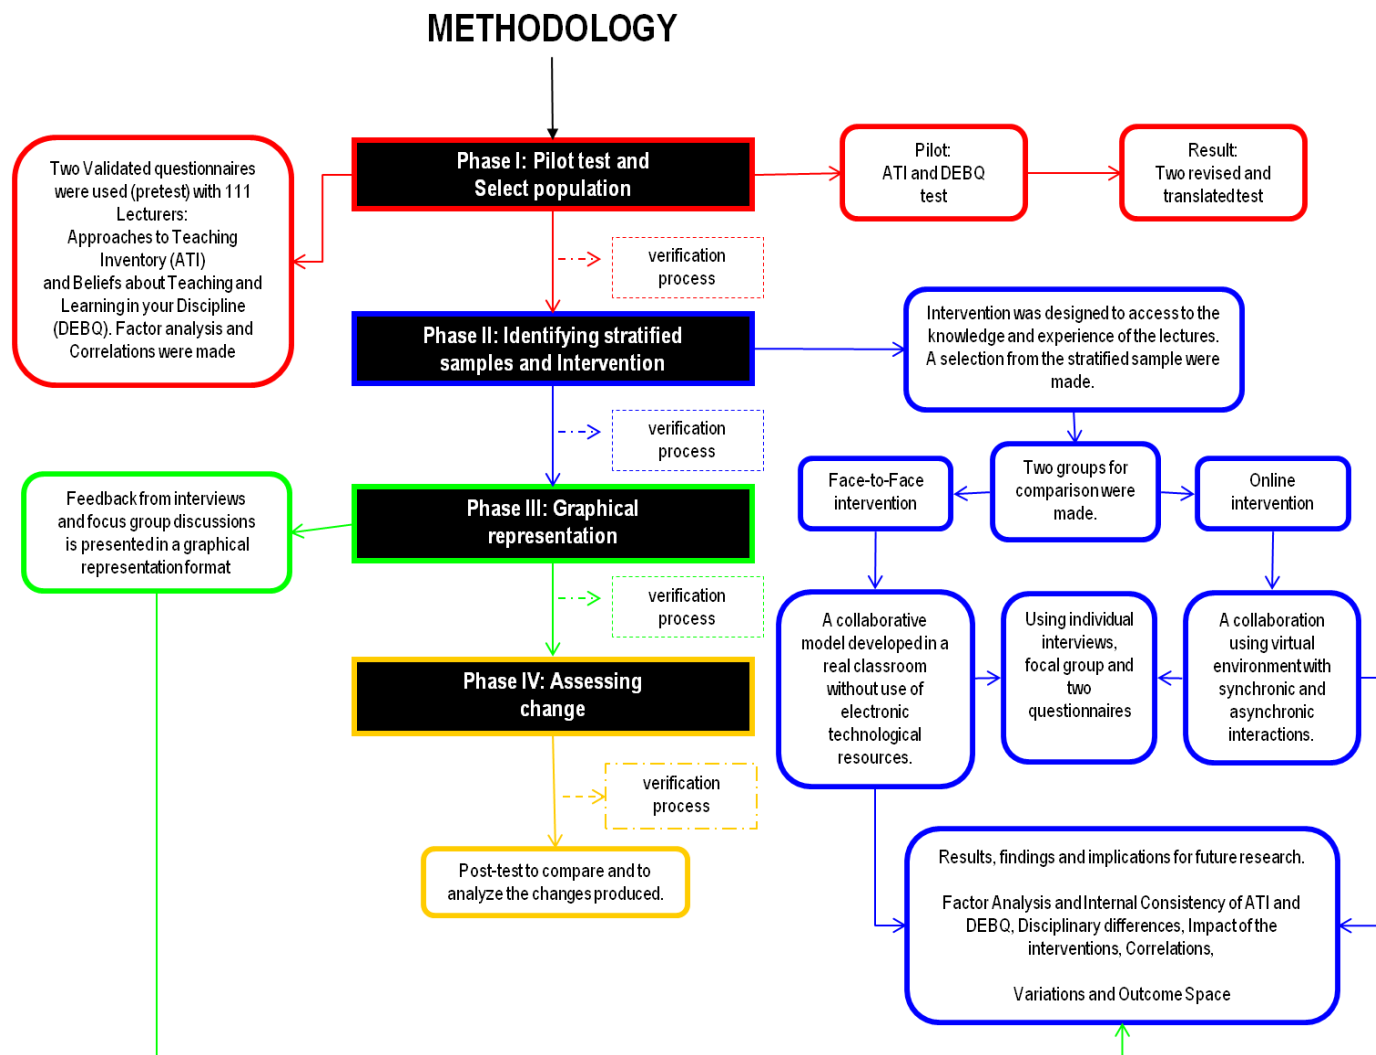 METHODOLOGY
Two Validated questionnaires
were used (pretest) with 111
Lecturers:
Approaches to Teaching
Inventory (ATI)
and Beliefs about Teaching and
Learning in your Discipline
(DEBQ). Factor analysis and
Correlations were made
Phase I: Pilot test and
Select population
Pilot:
ATI and DEBQ
test
Result:
Two revised and
translated test
verification
process
Phase II: Identifying stratified
samples and Intervention
Intervention was designed to access to the
knowledge and experience of the lectures.
A selection from the stratified sample were
made.
verification
process
Two groups for
comparison were
made.
Face-to-Face
intervention
Online
intervention
Feedback from interviews
and focus group discussions
is presented in a graphical
representation format
Phase III: Graphical
representation
verification
process
A collaborative
model developed in a
real classroom
without use of
electronic
technological
resources.
Using individual
interviews,
focal group and
two
questionnaires
A collaboration
using virtual
environment with
synchronic and
asynchronic
interactions.
Phase IV: Assessing
change
verification
process
Post-test to compare and to
analyze the changes produced.
Results, findings and implications for future research.
Factor Analysis and Internal Consistency of ATI and
DEBQ, Disciplinary differences, Impact of the
interventions, Correlations,
Variations and Outcome Space